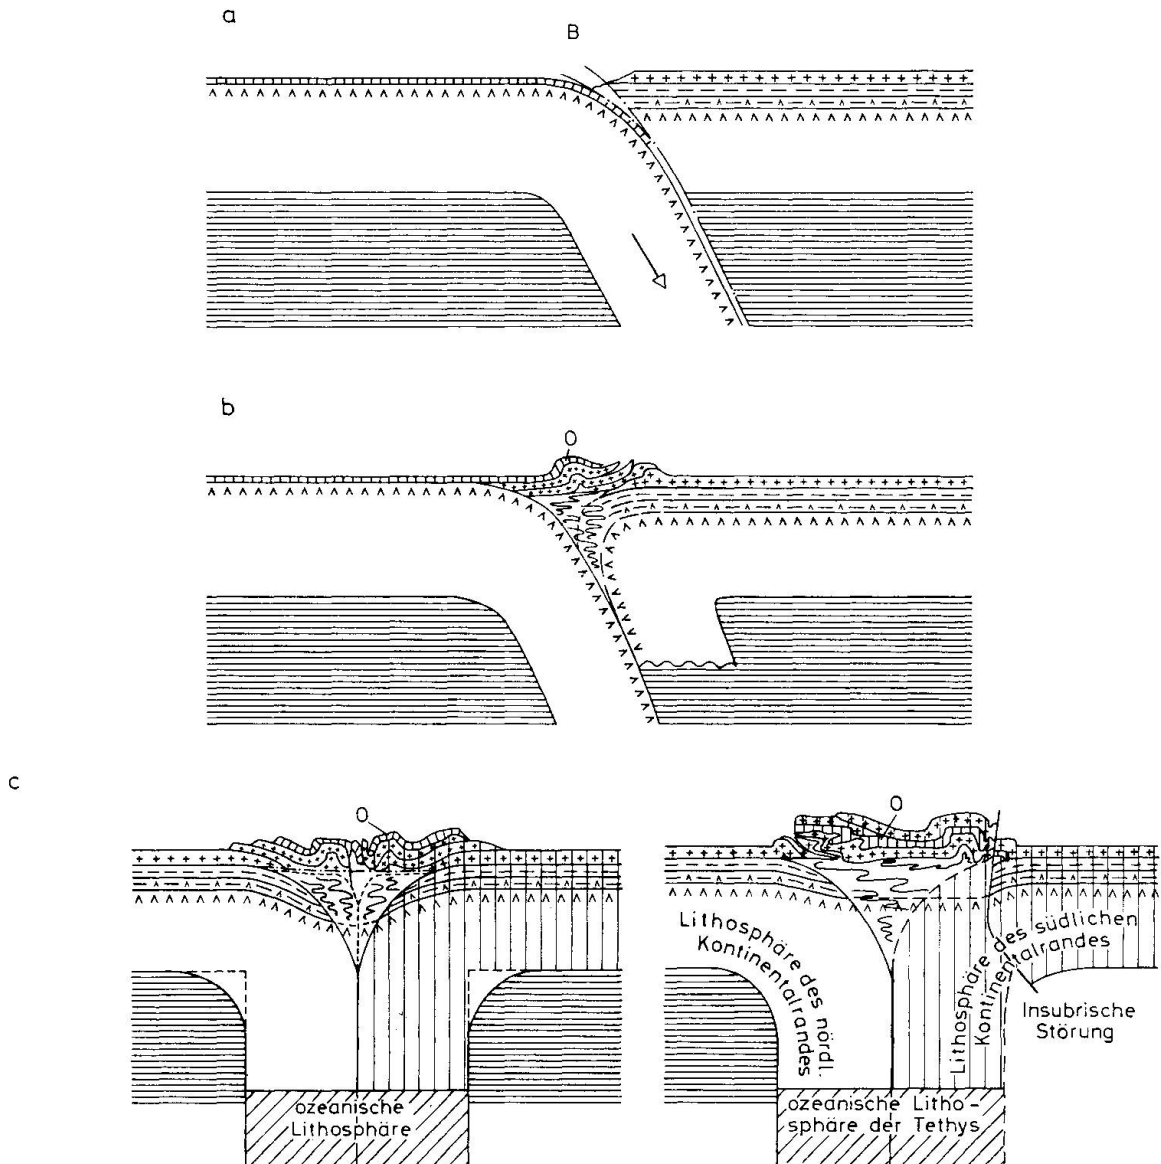 a
B
b
O
c
O
O
Lithosphäre des nördl.
Kontinentalrandes
Lithosphäre des südlichen
Kontinentalrandes
Insubrische
Störung
ozeanische
Lithosphäre
ozeanische Litho-
sphäre der Tethys